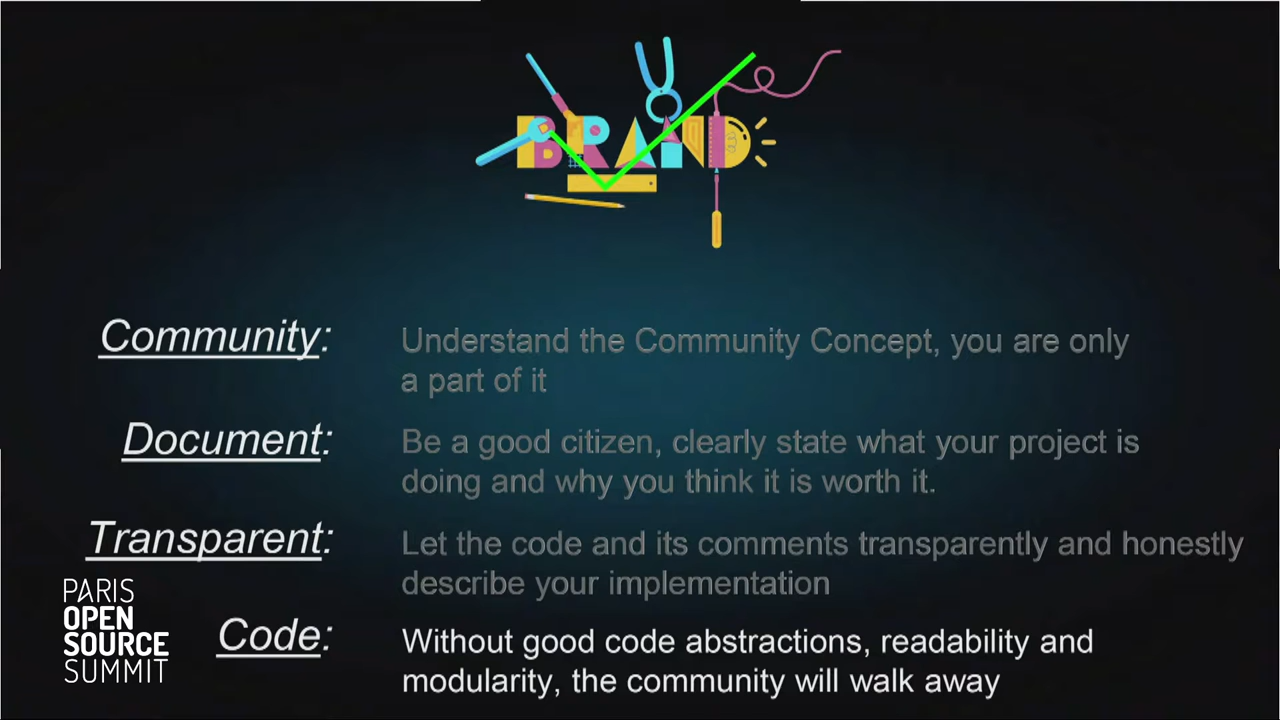 BRAND
Community:
Understand the Community Concept, you are only
a part of it
Document:
Be a good citizen, clearly state what your project is
doing and why you think it is worth it.
Transparent:
Let the code and its comments transparently and honestly
describe your implementation
Code:
Without good code abstractions, readability and
modularity, the community will walk away
PARIS
OPEN
SOURCE
SUMMIT